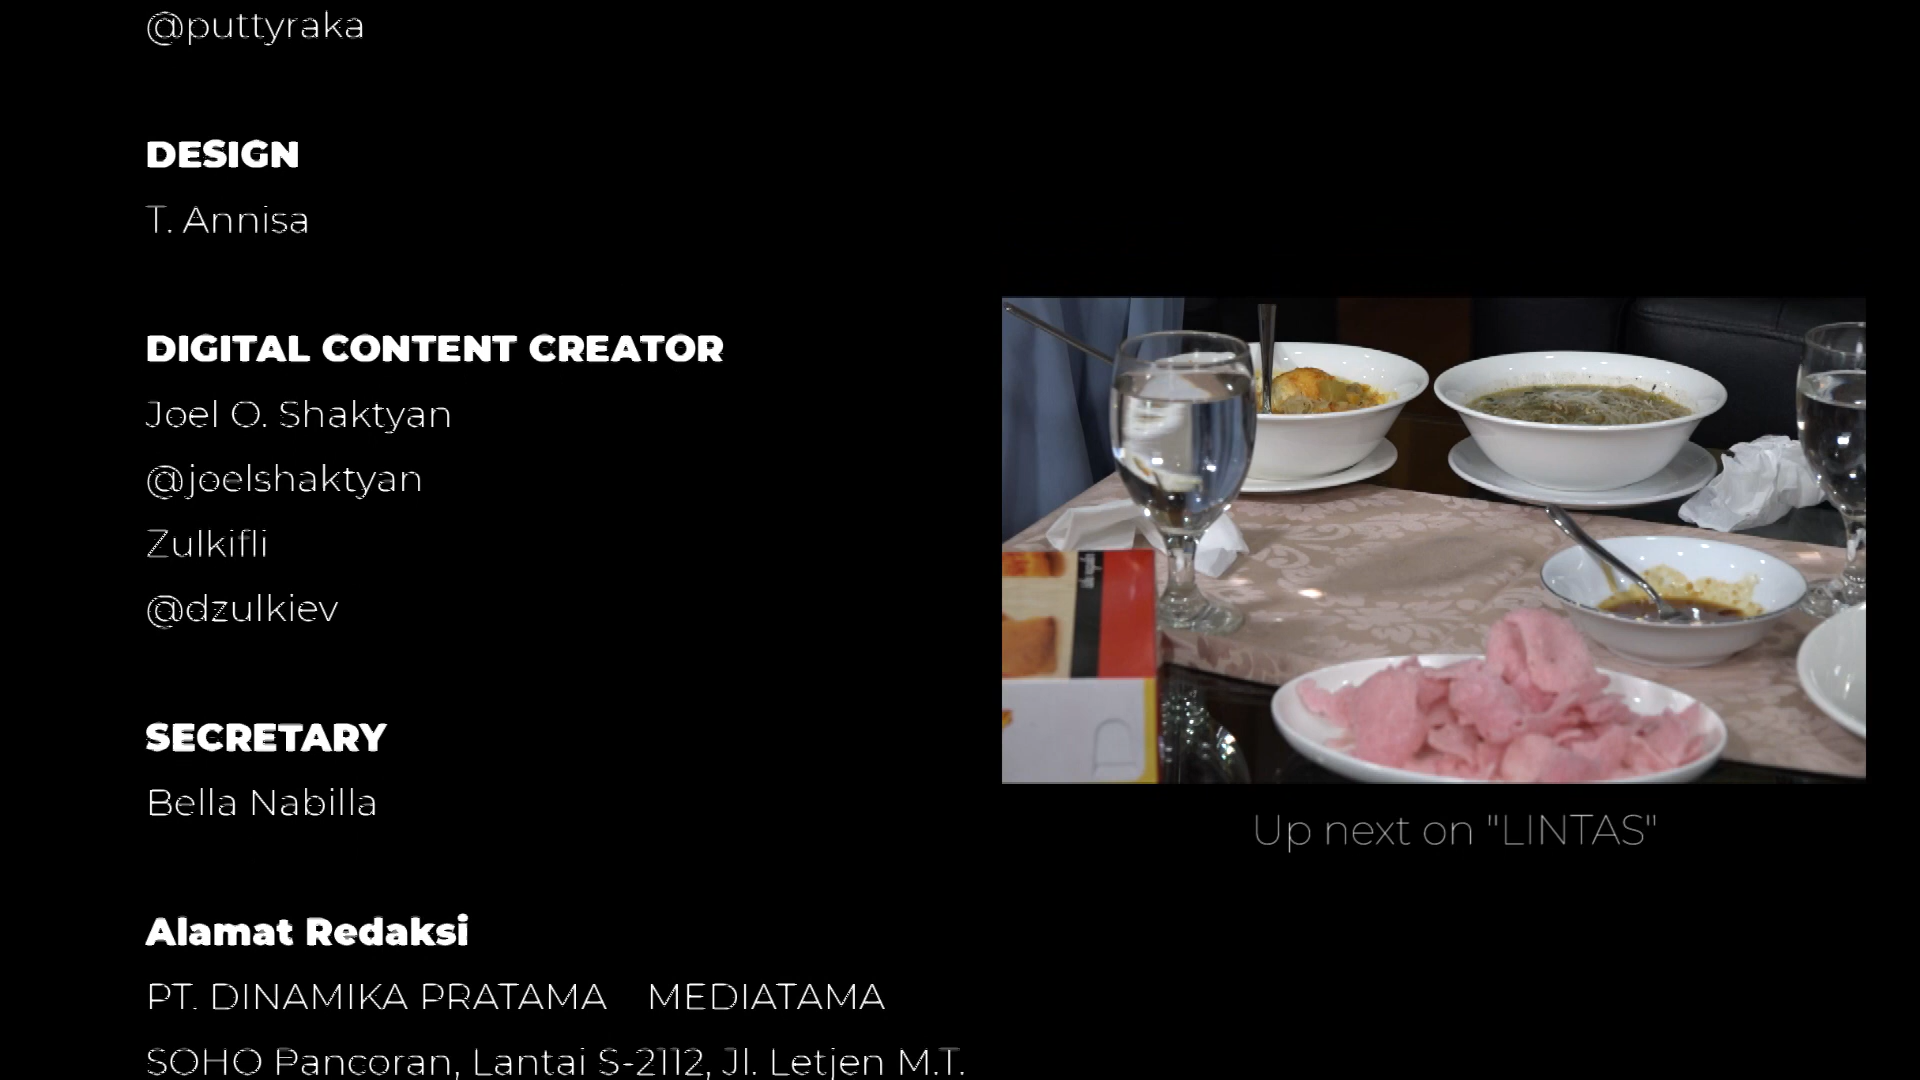 @puttyraka
DESIGN
T. Annisa
DIGITAL CONTENT CREATOR
Joel O. Shaktyan
@joelshaktyan
Zulkifli
@dzulkiev
SECRETARY
Bella Nabilla
Alamat Redaksi
PT. DINAMIKA PRATAMA MEDIATAMA
SOHO Pancoran, Lantai S-2112, Jl. Letjen M.T.
Up next on "LINTAS"